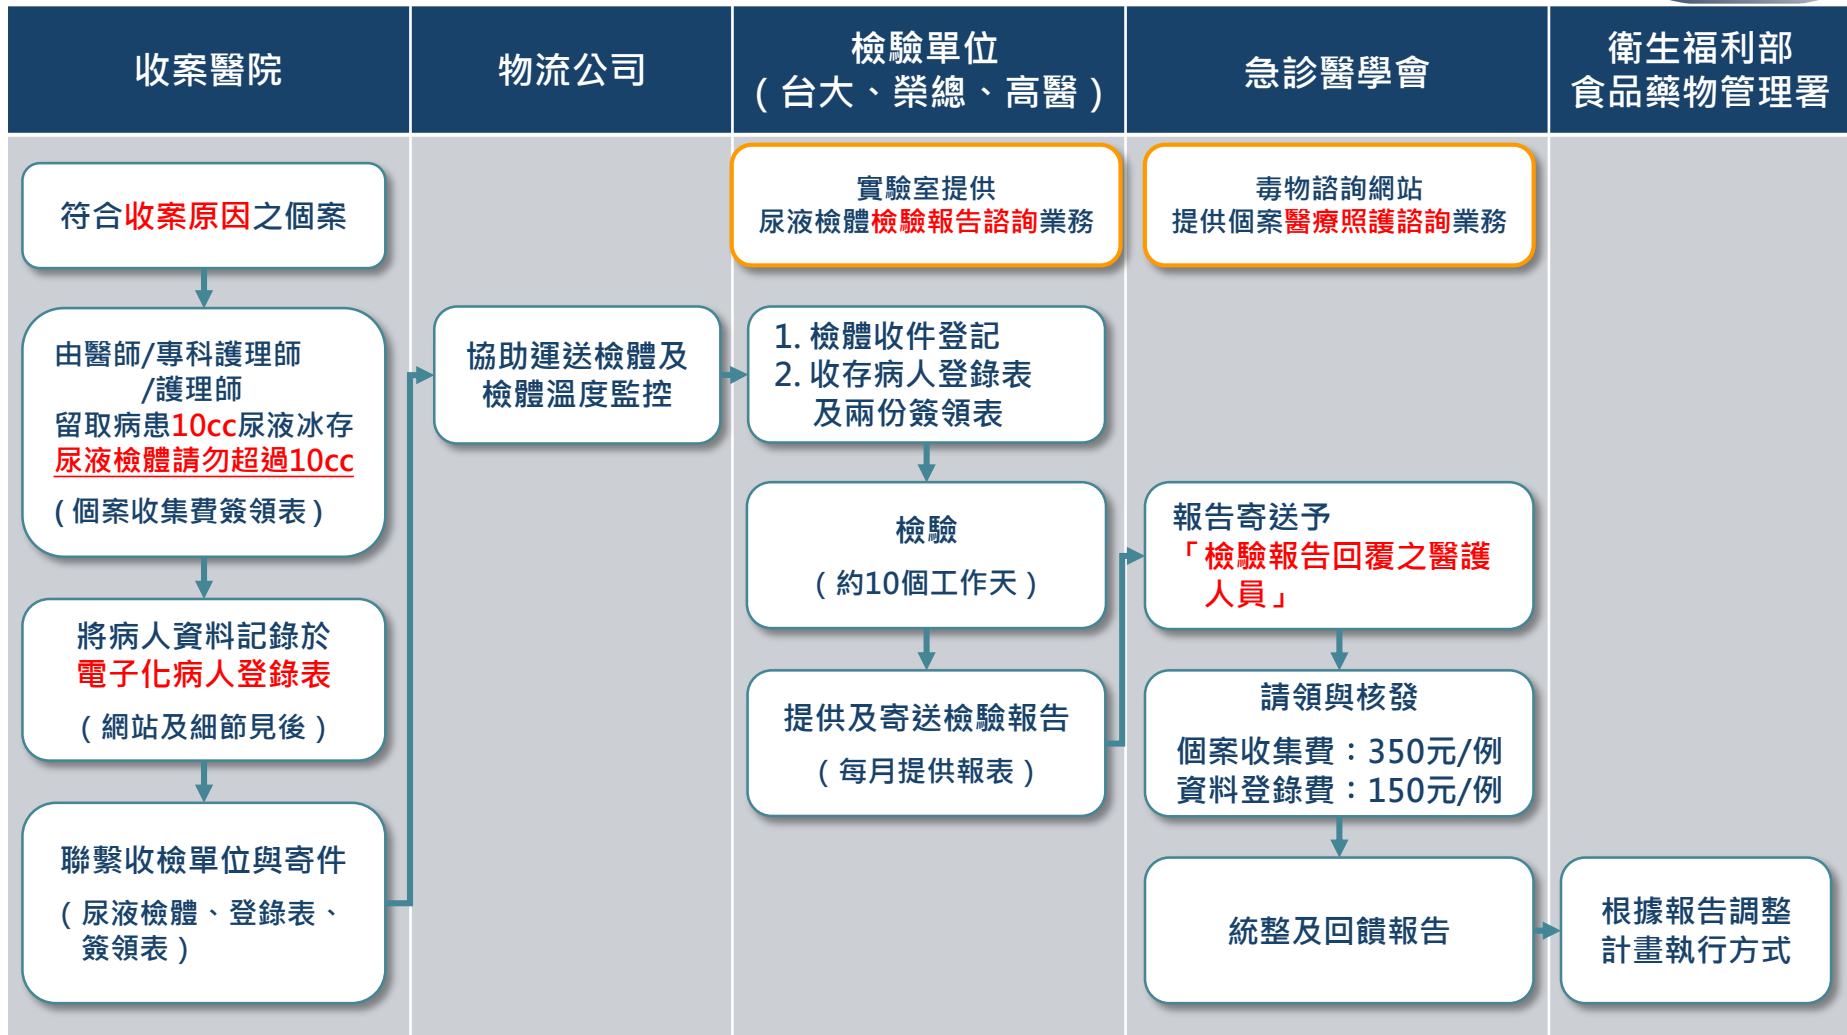 收案醫院
物流公司
檢驗單位
（台大、榮總、高醫）
急診醫學會
衛生福利部
食品藥物管理署
符合收案原因之個案
由醫師/專科護理師
/護理師
留取病患10cc尿液冰存
尿液檢體請勿超過10cc
（個案收集費簽領表）
將病人資料記錄於
電子化病人登錄表
（網站及細節見後）
聯繫收檢單位與寄件
（尿液檢體、登錄表、
簽領表）
協助運送檢體及
檢體溫度監控
實驗室提供
尿液檢體檢驗報告諮詢業務
1. 檢體收件登記
2. 收存病人登錄表
及兩份簽領表
檢驗
（約10個工作天）
提供及寄送檢驗報告
（每月提供報表）
毒物諮詢網站
提供個案醫療照護諮詢業務
報告寄送予
「檢驗報告回覆之醫護
人員」
請領與核發
個案收集費：350元/例
資料登錄費：150元/例
統整及回饋報告
根據報告調整
計畫執行方式